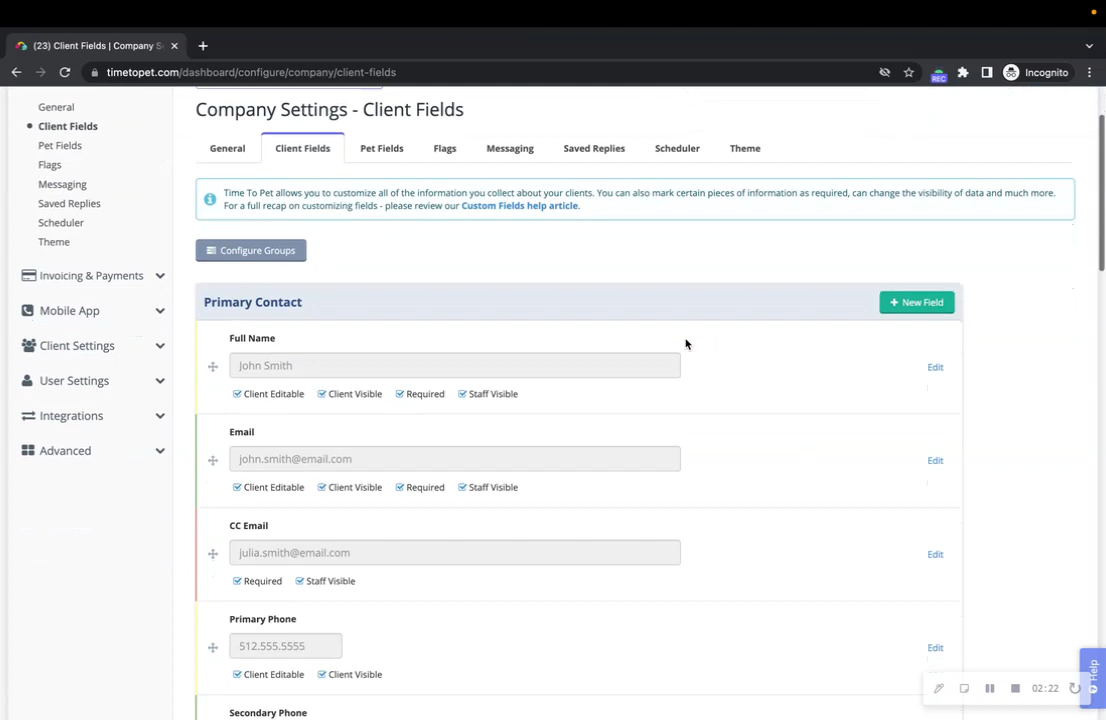 (23) Client Fields | Company S
timetopet.com/dashboard/configure/company/client-fields
REC
Incognito
General
Client Fields
Pet Fields
Flags
Messaging
Saved Replies
Scheduler
Theme
Invoicing & Payments
Mobile App
Client Settings
User Settings
Integrations
Advanced
Company Settings - Client Fields
General Client Fields Pet Fields Flags Messaging Saved Replies Scheduler Theme
Time To Pet allows you to customize all of the information you collect about your clients. You can also mark certain pieces of information as required, can change the visibility of data and much more.
For a full recap on customizing fields - please review our Custom Fields help article.
Configure Groups
Primary Contact
+ New Field
Full Name
John Smith
Edit
Client Editable Client Visible Required Staff Visible
Email
john.smith@email.com
Edit
Client Editable Client Visible Required Staff Visible
CC Email
julia.smith@email.com
Edit
Required Staff Visible
Primary Phone
512.555.5555
Edit
Client Editable Client Visible
Secondary Phone
02:22
Help